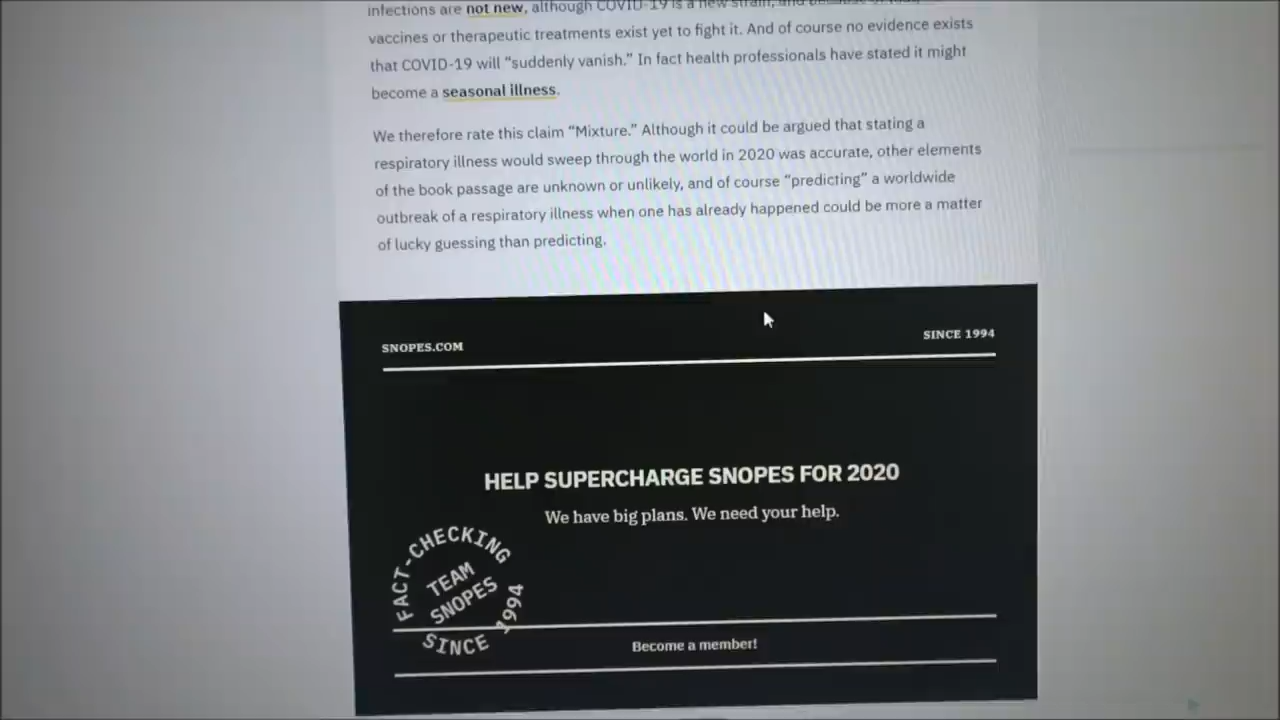 infections are not new, although COVID-19 is a new strain, and because of
vaccines or therapeutic treatments exist yet to fight it. And of course no evidence exists
that COVID-19 will “suddenly vanish.” In fact health professionals have stated it might
become a seasonal illness.
We therefore rate this claim “Mixture.” Although it could be argued that stating a
respiratory illness would sweep through the world in 2020 was accurate, other elements
of the book passage are unknown or unlikely, and of course “predicting” a worldwide
outbreak of a respiratory illness when one has already happened could be more a matter
of lucky guessing than predicting.
SNOPES.COM
SINCE 1994
HELP SUPERCHARGE SNOPES FOR 2020
We have big plans. We need your help.
FACT-CHECKING
TEAM
SNOPES
SINCE 1994
Become a member!